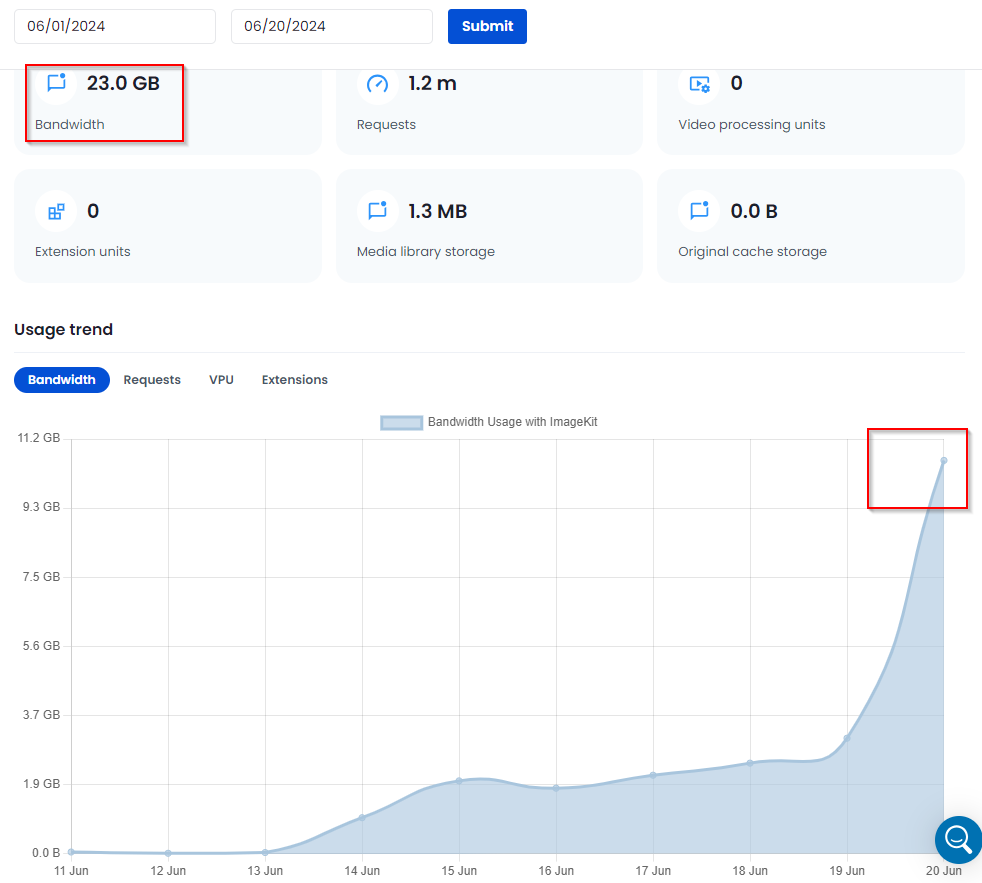 06/01/2024 06/20/2024 Submit
23.0 GB 1.2 m 0
Bandwidth Requests Video processing units
0 1.3 MB 0.0 B
Extension units Media library storage Original cache storage
Usage trend
Bandwidth Requests VPU Extensions
Bandwidth Usage with ImageKit
11.2 GB
9.3 GB
7.5 GB
5.6 GB
3.7 GB
1.9 GB
0.0 B
11 Jun 12 Jun 13 Jun 14 Jun 15 Jun 16 Jun 17 Jun 18 Jun 19 Jun 20 Jun